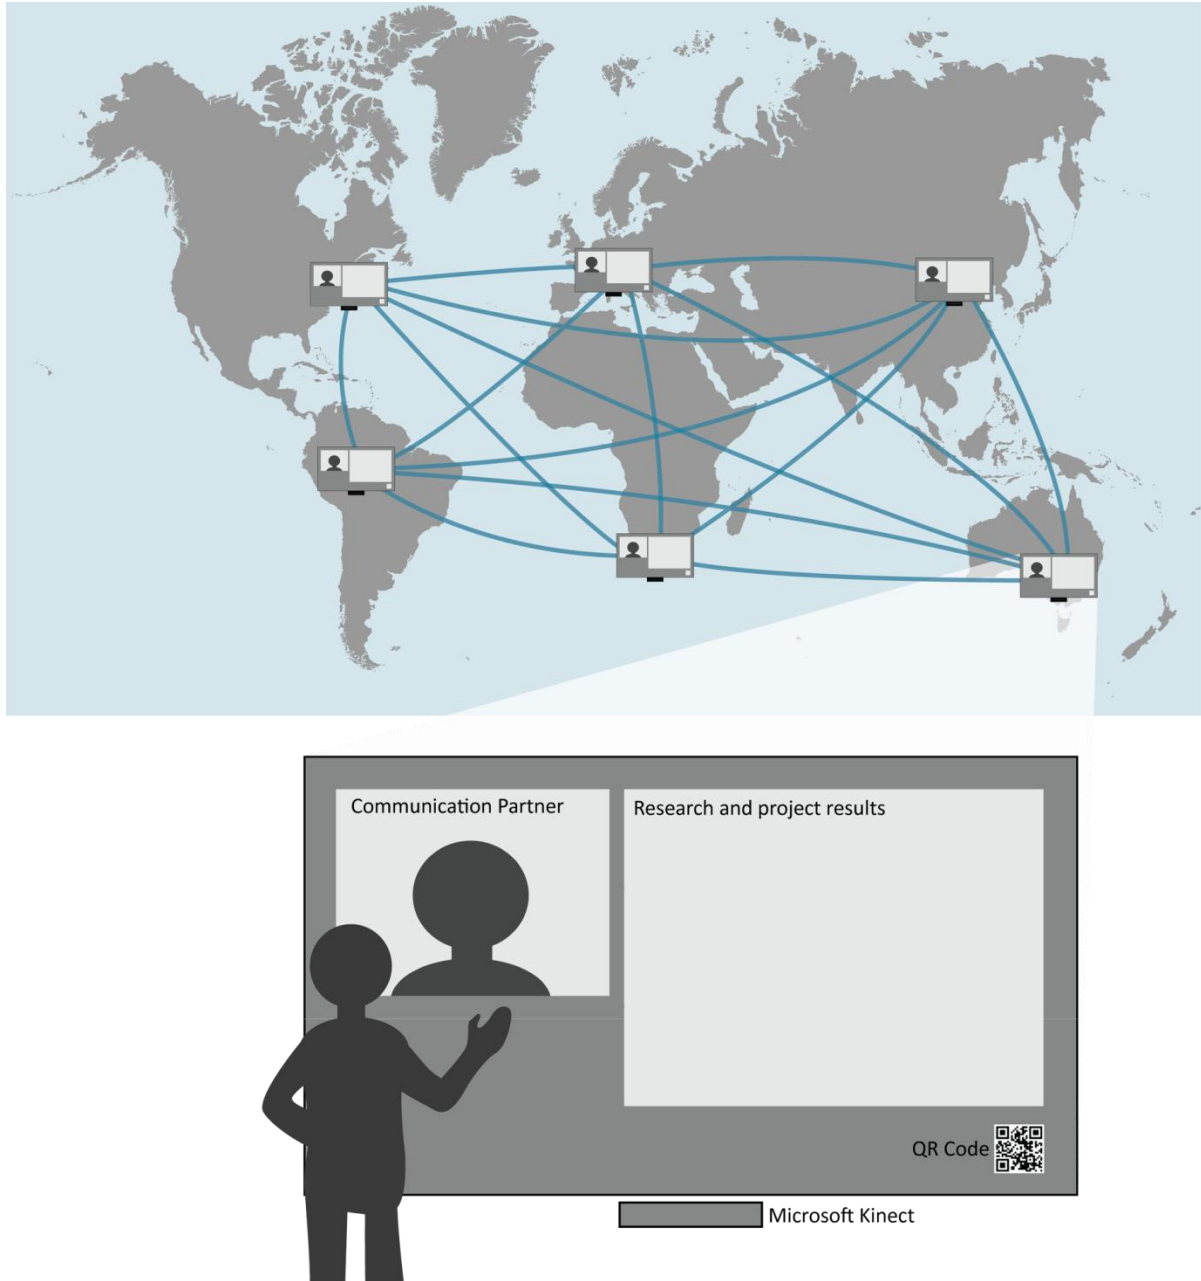 Communication Partner
Research and project results
QR Code
Microsoft Kinect